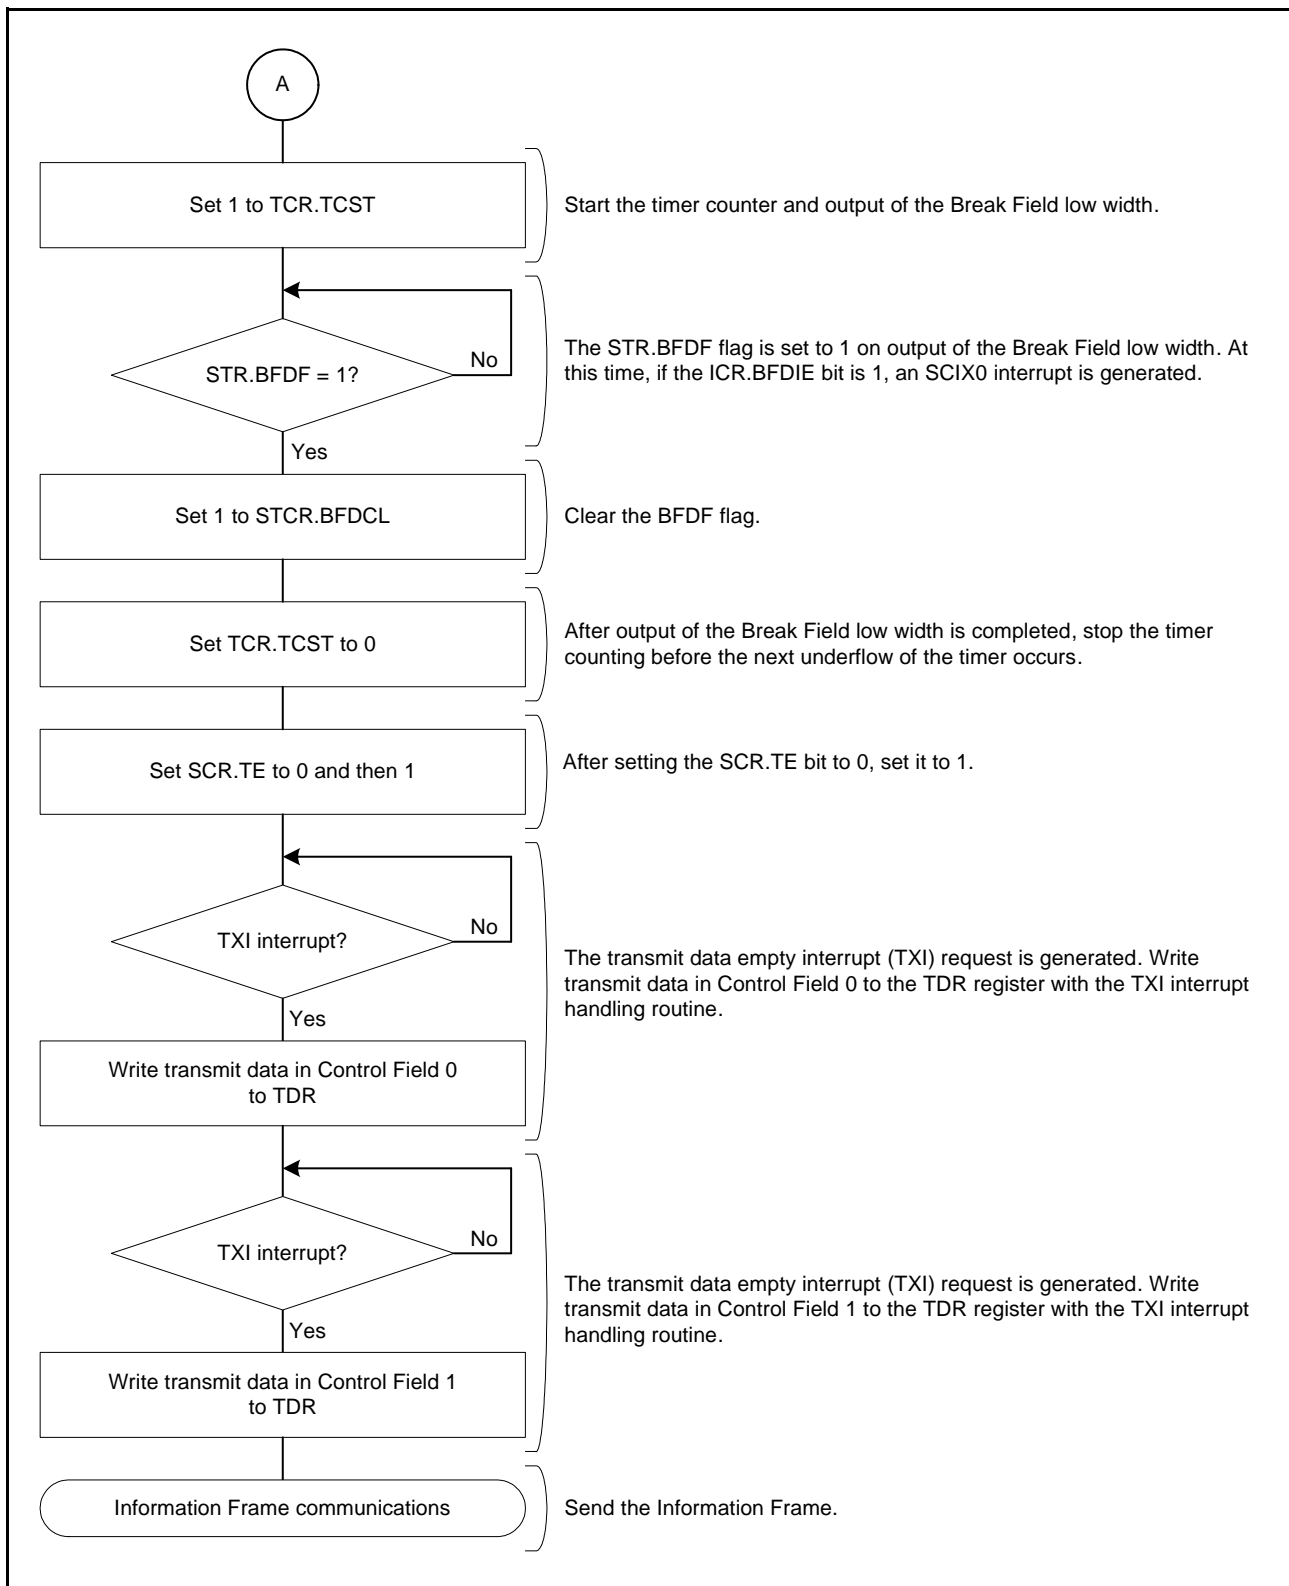 A
Set 1 to TCR.TCST
Start the timer counter and output of the Break Field low width.
STR.BFDF = 1?
No
The STR.BFDF flag is set to 1 on output of the Break Field low width. At
this time, if the ICR.BFDIE bit is 1, an SCIX0 interrupt is generated.
Yes
Set 1 to STCR.BFDCL
Clear the BFDF flag.
Set TCR.TCST to 0
After output of the Break Field low width is completed, stop the timer
counting before the next underflow of the timer occurs.
Set SCR.TE to 0 and then 1
After setting the SCR.TE bit to 0, set it to 1.
TXI interrupt?
No
The transmit data empty interrupt (TXI) request is generated. Write
transmit data in Control Field 0 to the TDR register with the TXI interrupt
handling routine.
Yes
Write transmit data in Control Field 0
to TDR
TXI interrupt?
No
The transmit data empty interrupt (TXI) request is generated. Write
transmit data in Control Field 1 to the TDR register with the TXI interrupt
handling routine.
Yes
Write transmit data in Control Field 1
to TDR
Information Frame communications
Send the Information Frame.